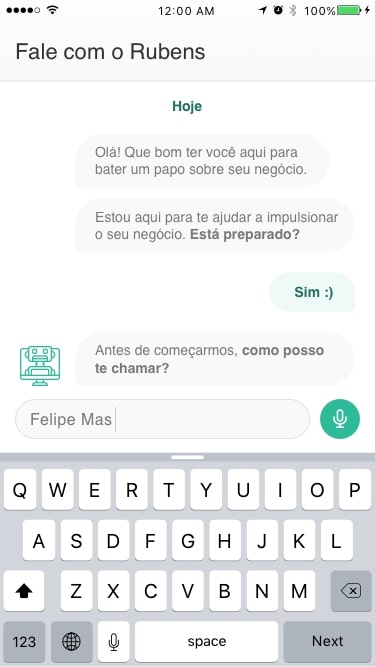 12:00 AM 100%
Fale com o Rubens
Hoje
Olá! Que bom ter você aqui para
bater um papo sobre seu negócio.
Estou aqui para te ajudar a impulsionar
o seu negócio. Está preparado?
Sim :)
Antes de começarmos, como posso
te chamar?
Felipe Mas
Q W E R T Y U I O P
A S D F G H J K L
Z X C V B N M
123 space Next